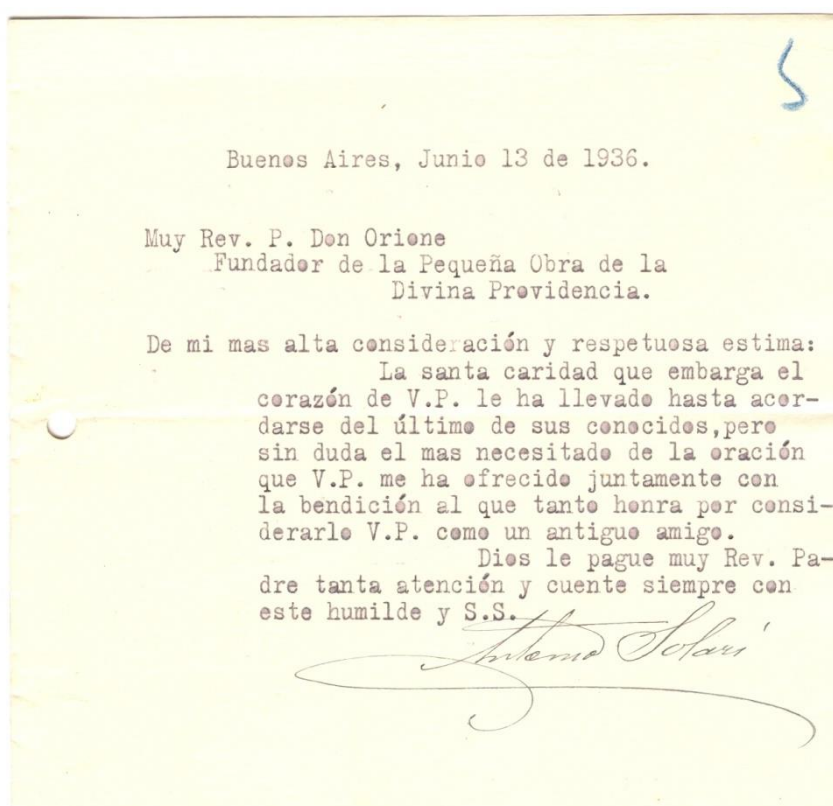 S
Buenos Aires, Junio 13 de 1936.
Muy Rev. P. Don Orione
Fundador de la Pequeña Obra de la
Divina Providencia.
De mi mas alta consideración y respetuosa estima:
La santa caridad que embarga el
corazón de V.P. le ha llevado hasta acor-
darse del último de sus conocidos,pero
sin duda el mas necesitado de la oración
que V.P. me ha ofrecido juntamente con
la bendición al que tanto honra por consi-
derarlo V.P. como un antiguo amigo.
Dios le pague muy Rev. Pa-
dre tanta atención y cuente siempre con
este humilde y S.S.
Antonio Solari